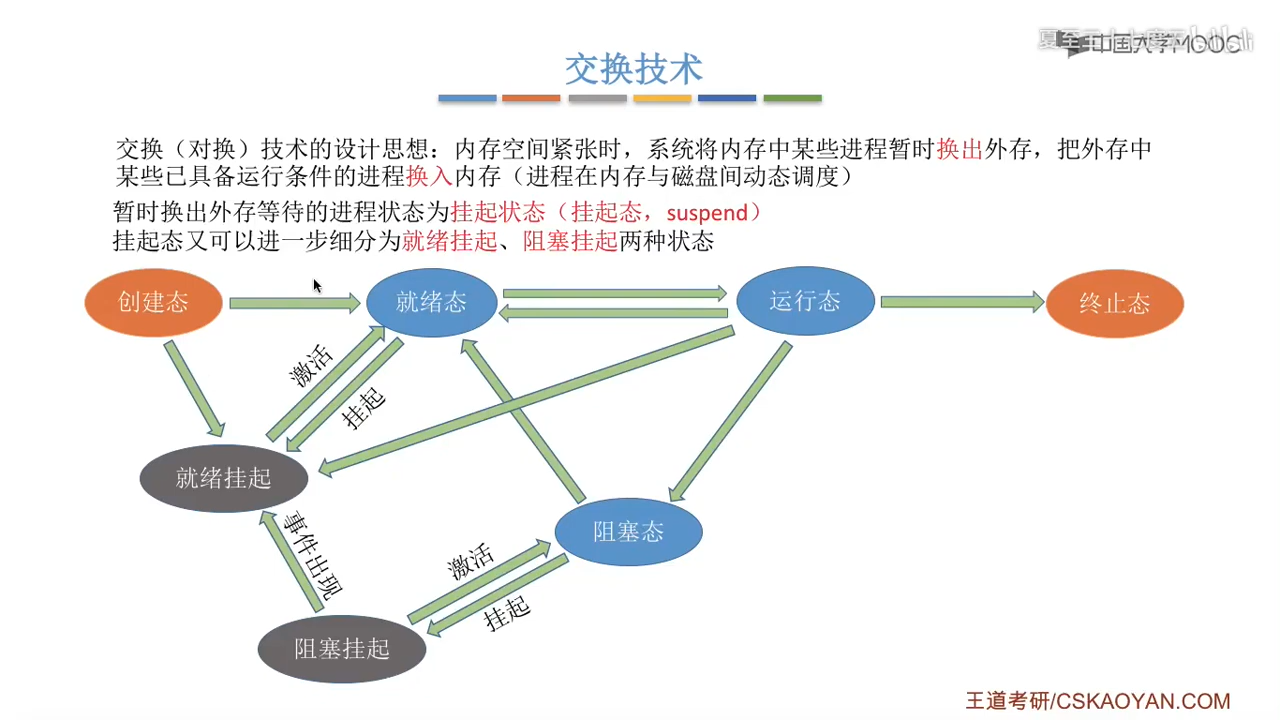 中国大学MOOC
交换技术
交换（对换）技术的设计思想：内存空间紧张时，系统将内存中某些进程暂时换出外存，把外存中
某些已具备运行条件的进程换入内存（进程在内存与磁盘间动态调度）
暂时换出外存等待的进程状态为挂起状态（挂起态，suspend）
挂起态又可以进一步细分为就绪挂起、阻塞挂起两种状态
创建态
就绪态
运行态
终止态
激活
挂起
就绪挂起
事件出现
阻塞态
激活
挂起
阻塞挂起
王道考研/CSKAOYAN.COM